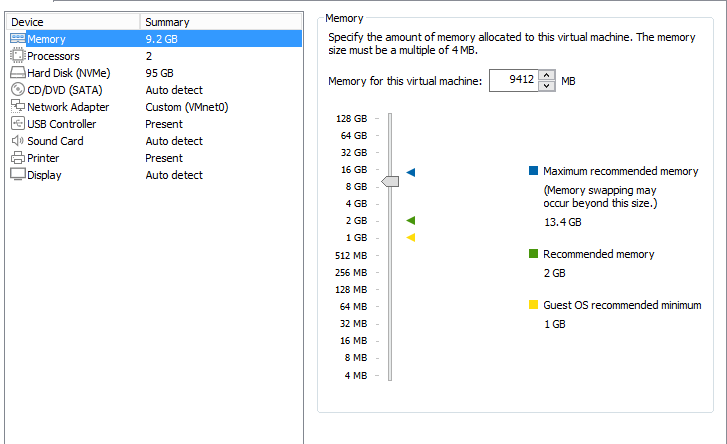 Device Summary
Memory 9.2 GB
Processors 2
Hard Disk (NVMe) 95 GB
CD/DVD (SATA) Auto detect
Network Adapter Custom (VMnet0)
USB Controller Present
Sound Card Auto detect
Printer Present
Display Auto detect
Memory
Specify the amount of memory allocated to this virtual machine. The memory
size must be a multiple of 4 MB.
Memory for this virtual machine: 9412 MB
128 GB
64 GB
32 GB
16 GB
8 GB
4 GB
2 GB
1 GB
512 MB
256 MB
128 MB
64 MB
32 MB
16 MB
8 MB
4 MB
Maximum recommended memory
(Memory swapping may
occur beyond this size.)
13.4 GB
Recommended memory
2 GB
Guest OS recommended minimum
1 GB